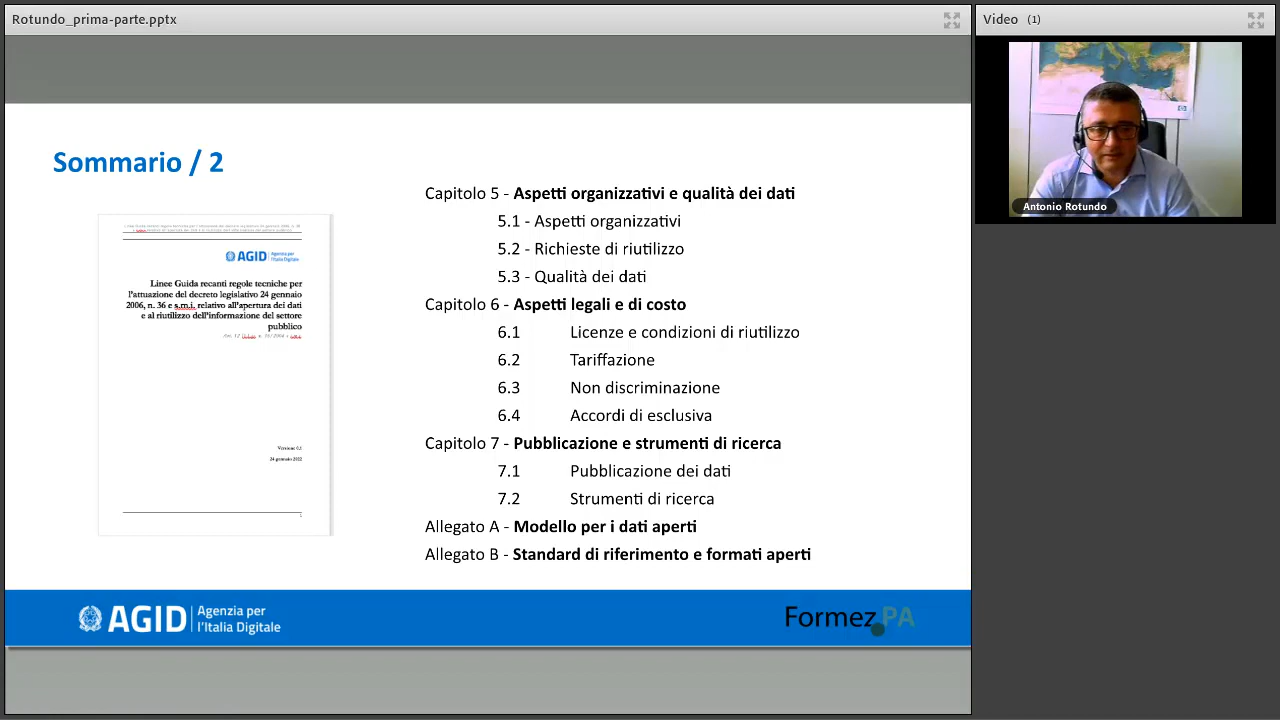 Rotundo_prima-parte.pptx
Video (1)
Antonio Rotundo
Sommario / 2
AGID Agenzia per
l'Italia Digitale
Linee Guida recanti regole tecniche per
l'attuazione del decreto legislativo 24 gennaio
2006, n. 36 e s.m.i. relativo all'apertura dei dati
e al riutilizzo dell'informazione del settore
pubblico
24 gennaio 2022
Capitolo 5 - Aspetti organizzativi e qualità dei dati
5.1 - Aspetti organizzativi
5.2 - Richieste di riutilizzo
5.3 - Qualità dei dati
Capitolo 6 - Aspetti legali e di costo
6.1 Licenze e condizioni di riutilizzo
6.2 Tariffazione
6.3 Non discriminazione
6.4 Accordi di esclusiva
Capitolo 7 - Pubblicazione e strumenti di ricerca
7.1 Pubblicazione dei dati
7.2 Strumenti di ricerca
Allegato A - Modello per i dati aperti
Allegato B - Standard di riferimento e formati aperti
AGID Agenzia per
l'Italia Digitale
Formez PA